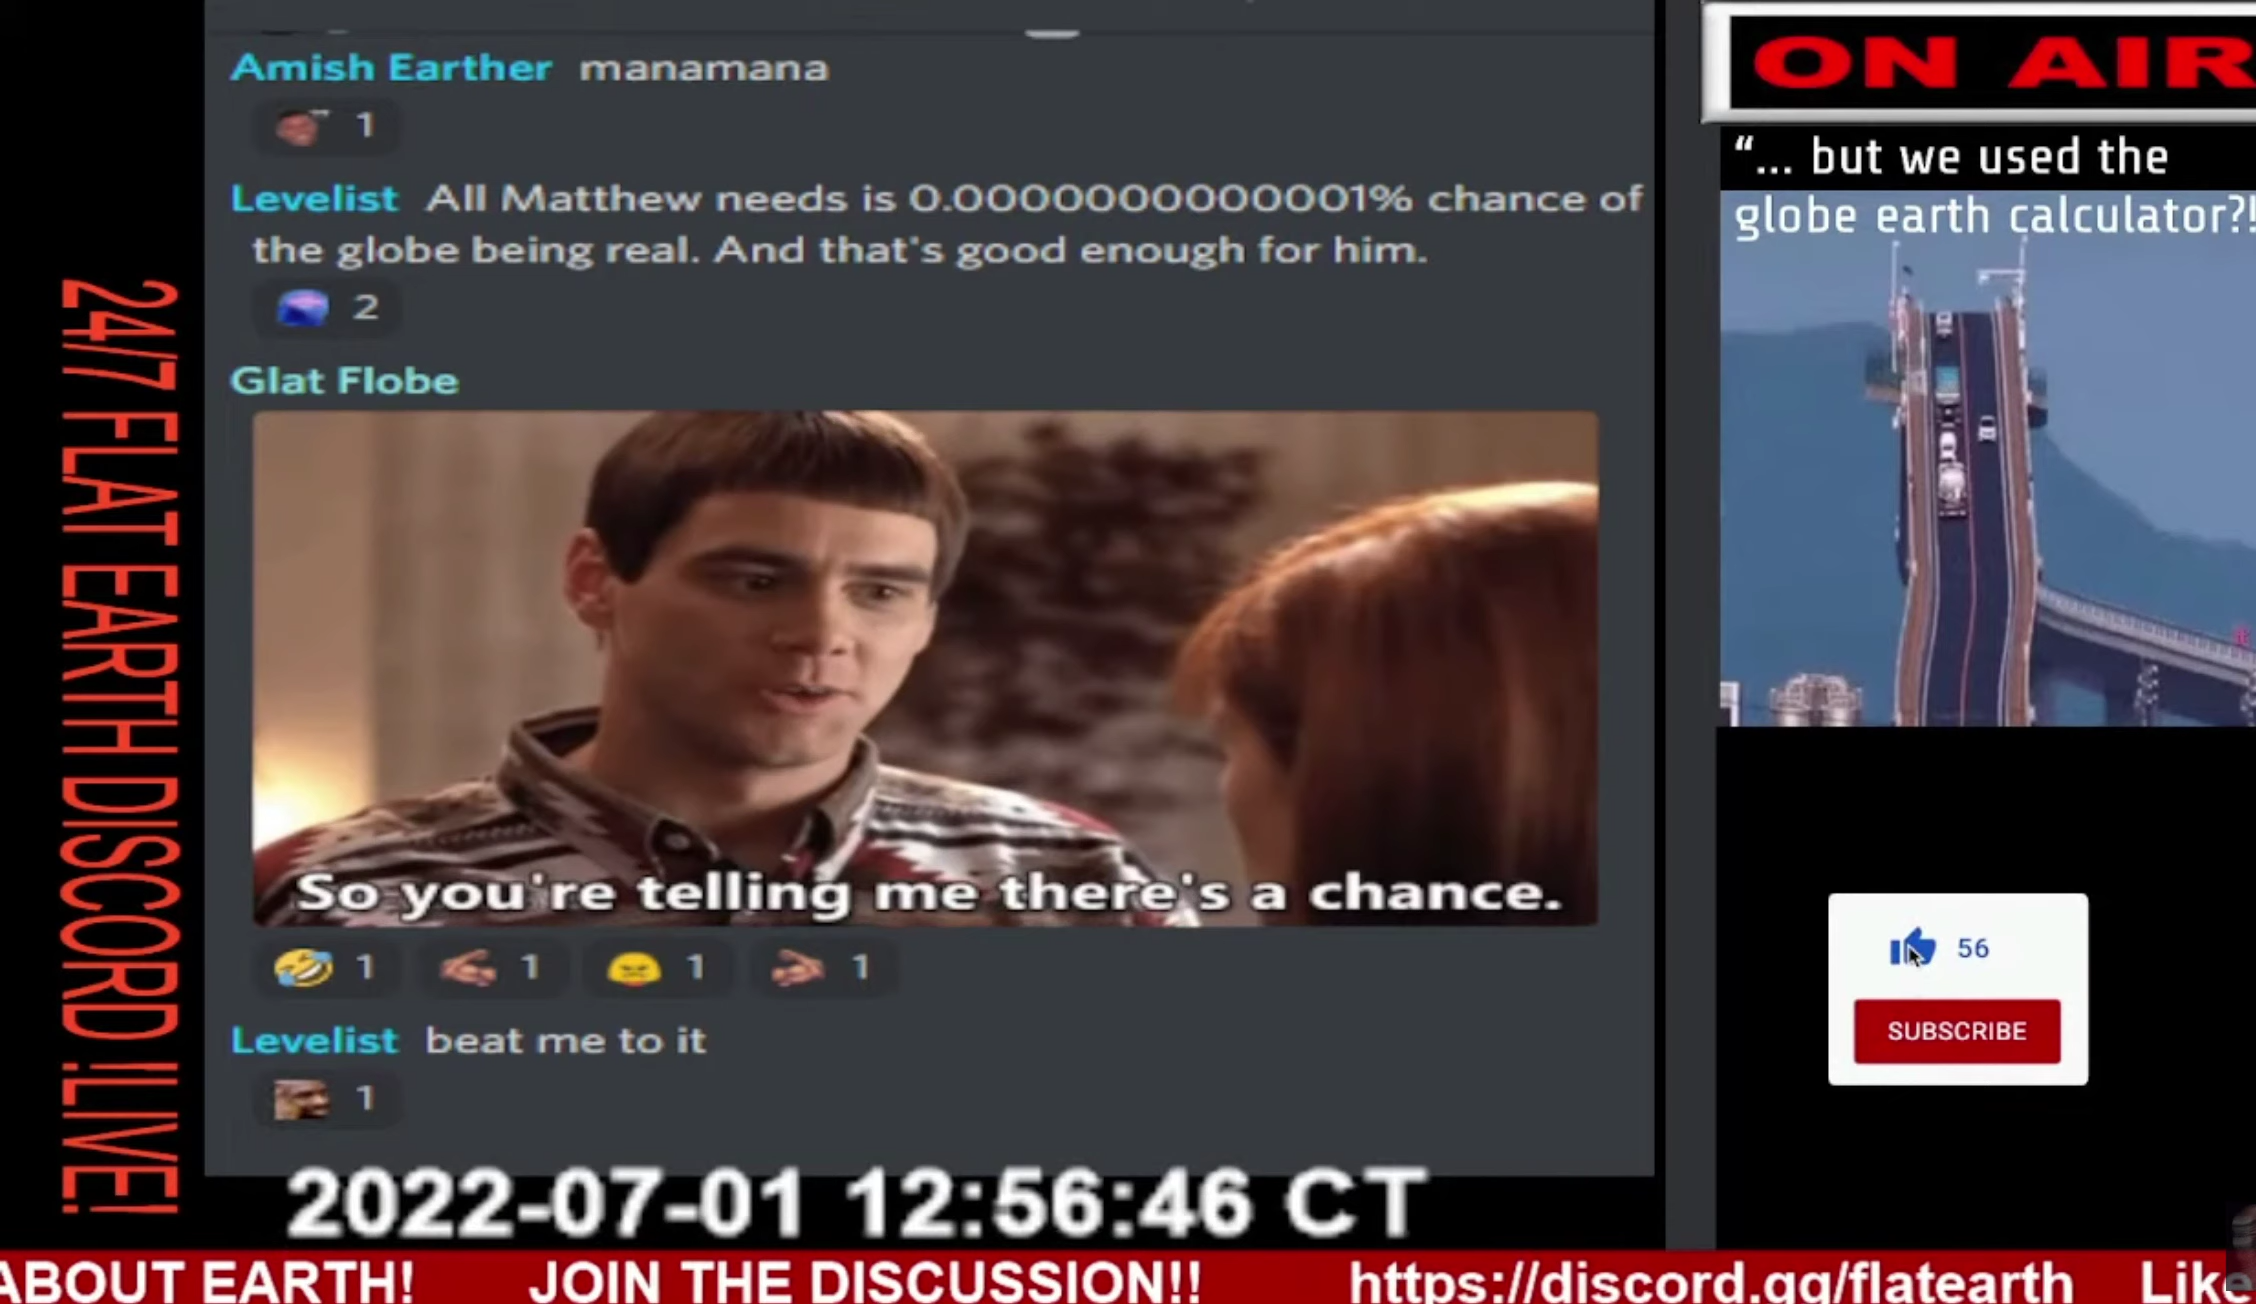 Amish Earther manamana
1
Levelist All Matthew needs is 0.0000000000001% chance of
the globe being real. And that's good enough for him.
2
Glat Flobe
So you're telling me there's a chance.
1 1 1 1
Levelist beat me to it
1
24/7 FLAT EARTH DISCORD !LIVE!
ON AIR
“... but we used the
globe earth calculator?!
56
SUBSCRIBE
2022-07-01 12:56:46 CT
ABOUT EARTH! JOIN THE DISCUSSION!! https://discord.gg/flatearth Like